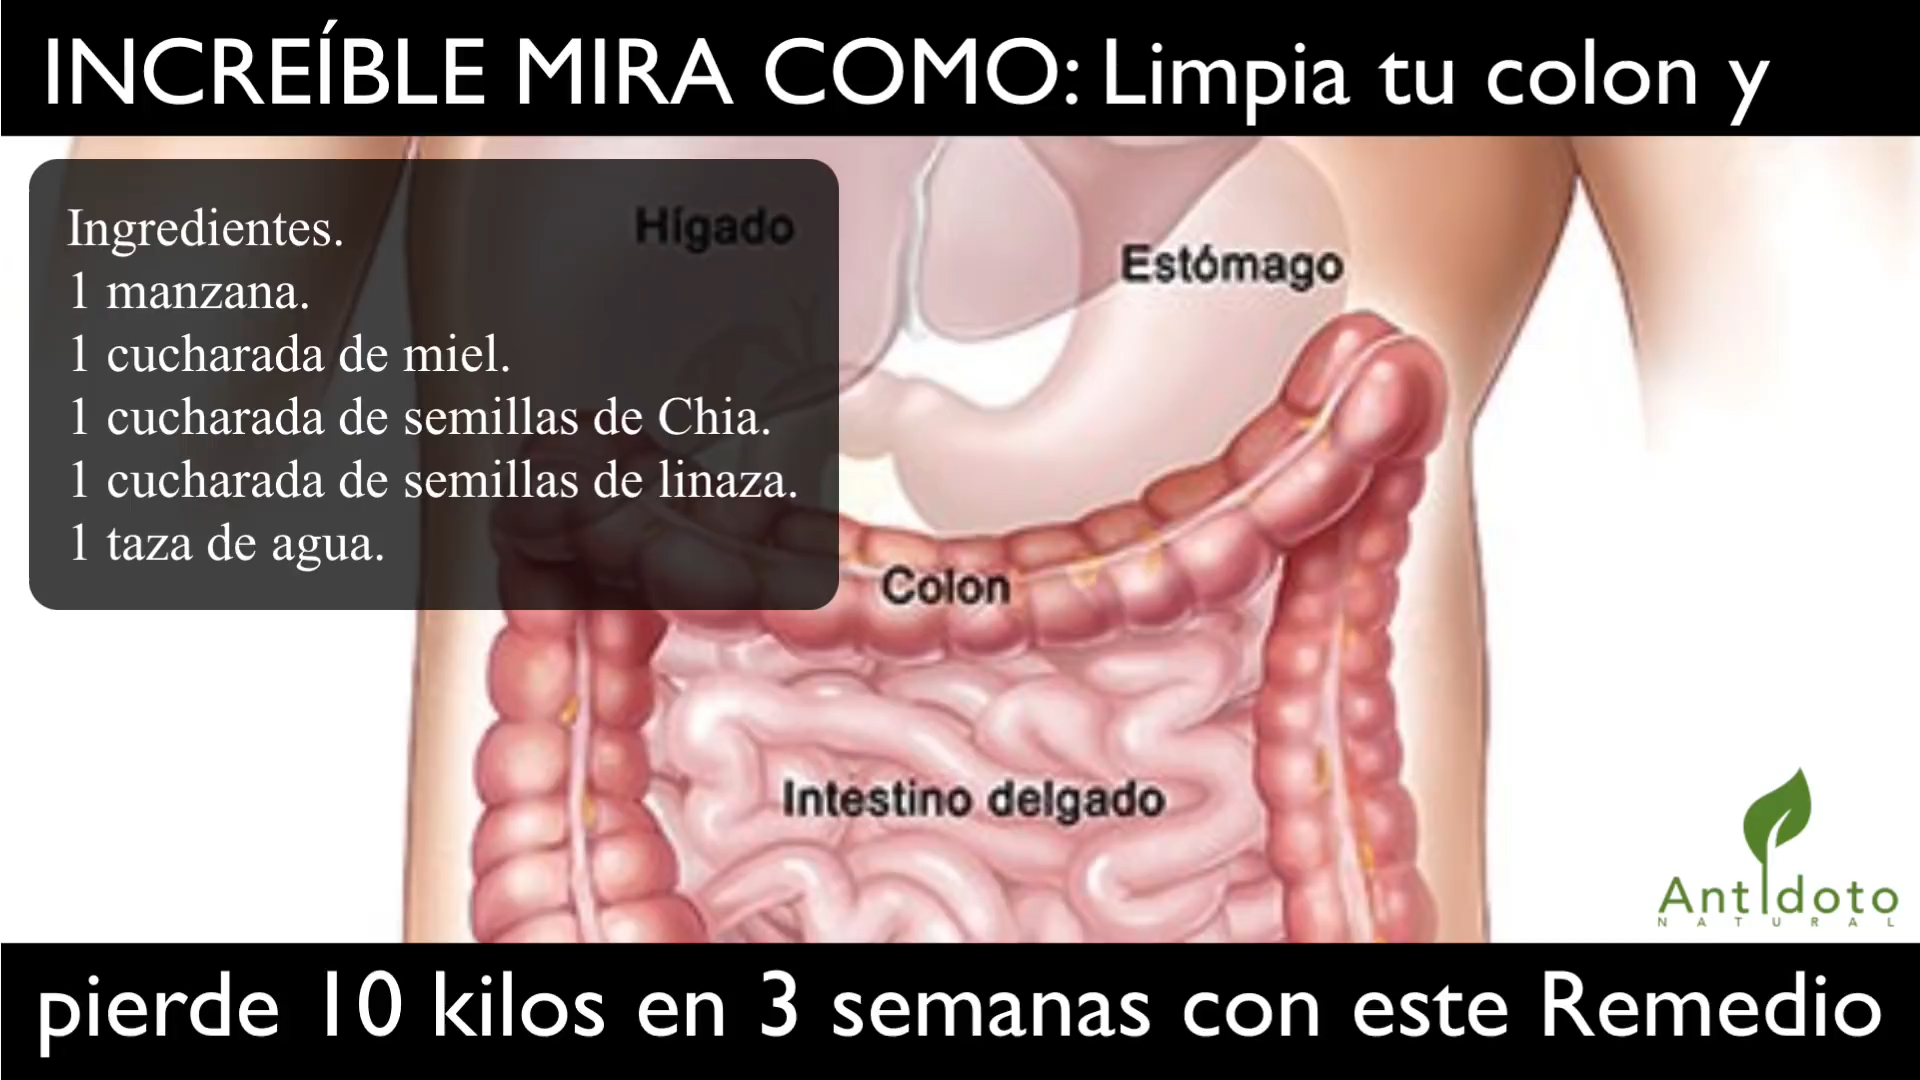 INCREÍBLE MIRA COMO: Limpia tu colon y
Ingredientes.
1 manzana.
1 cucharada de miel.
1 cucharada de semillas de Chia.
1 cucharada de semillas de linaza.
1 taza de agua.
Hígado
Estómago
Colon
Intestino delgado
Antidoto
NATURAL
pierde 10 kilos en 3 semanas con este Remedio